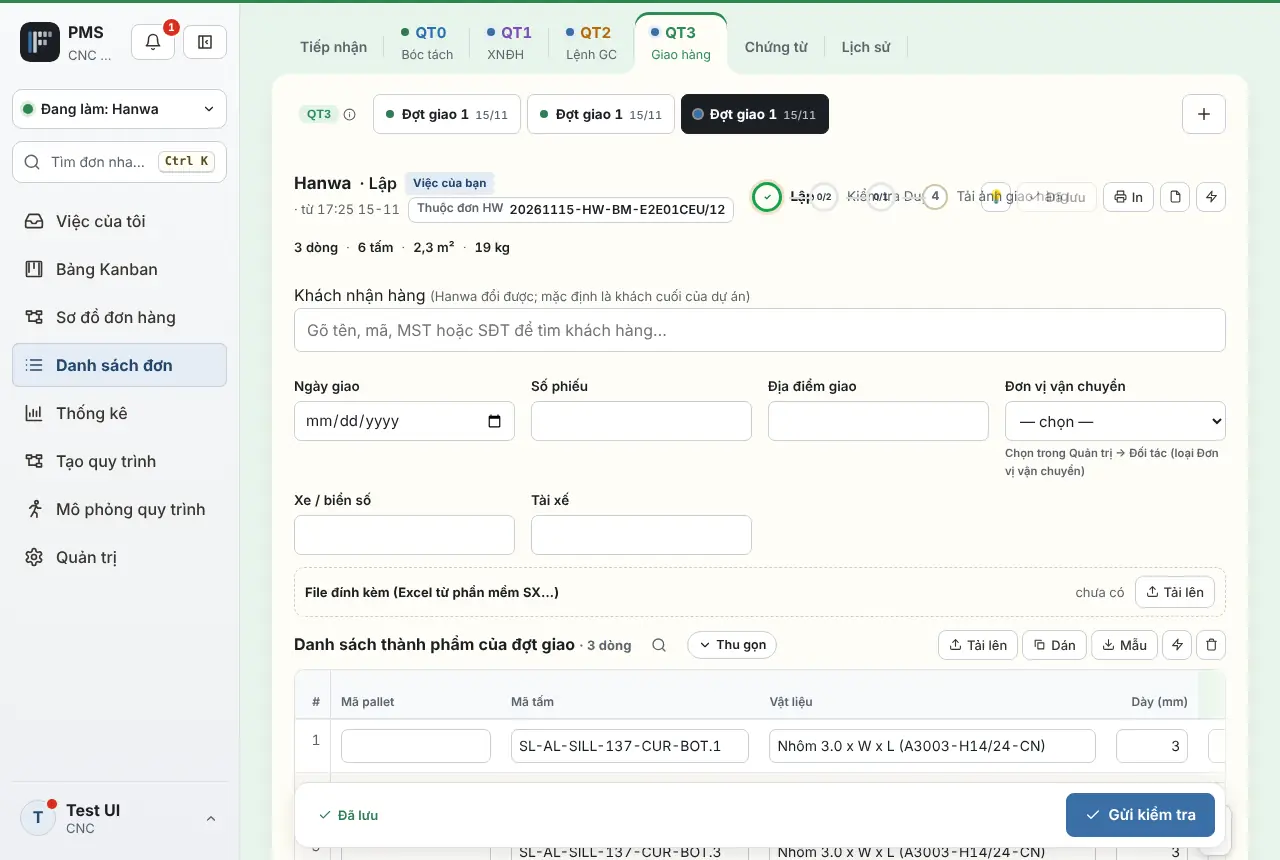 PMS
CNC ...
1
Đang làm: Hanwa
Tìm đơn nha... Ctrl K
Việc của tôi
Bảng Kanban
Sơ đồ đơn hàng
Danh sách đơn
Thống kê
Tạo quy trình
Mô phỏng quy trình
Quản trị
T
Test UI
CNC
Tiếp nhận
QT0
Bóc tách
QT1
XNĐH
QT2
Lệnh GC
QT3
Giao hàng
Chứng từ
Lịch sử
QT3
Đợt giao 1 15/11
Đợt giao 1 15/11
Đợt giao 1 15/11
Hanwa · Lập Việc của bạn
· từ 17:25 15-11 Thuộc đơn HW 20261115-HW-BM-E2E01CEU/12
Lập 0/2 Kiểm tra 0/1 4 Tải ảnh giao hàng Đã lưu In
3 dòng · 6 tấm · 2,3 m² · 19 kg
Khách nhận hàng (Hanwa đổi được; mặc định là khách cuối của dự án)
Gõ tên, mã, MST hoặc SĐT để tìm khách hàng...
Ngày giao Số phiếu Địa điểm giao Đơn vị vận chuyển
mm/dd/yyyy — chọn —
Chọn trong Quản trị → Đối tác (loại Đơn
vị vận chuyển)
Xe / biển số Tài xế
File đính kèm (Excel từ phần mềm SX...) chưa có Tải lên
Danh sách thành phẩm của đợt giao · 3 dòng Thu gọn Tải lên Dán Mẫu
# Mã pallet Mã tấm Vật liệu Dày (mm)
1 SL-AL-SILL-137-CUR-BOT.1 Nhôm 3.0 x W x L (A3003-H14/24-CN) 3
Đã lưu Gửi kiểm tra
3 SL-AL-SILL-137-CUR-BOT.3 Nhôm 3.0 x W x L (A3003-H14/24-CN) 3